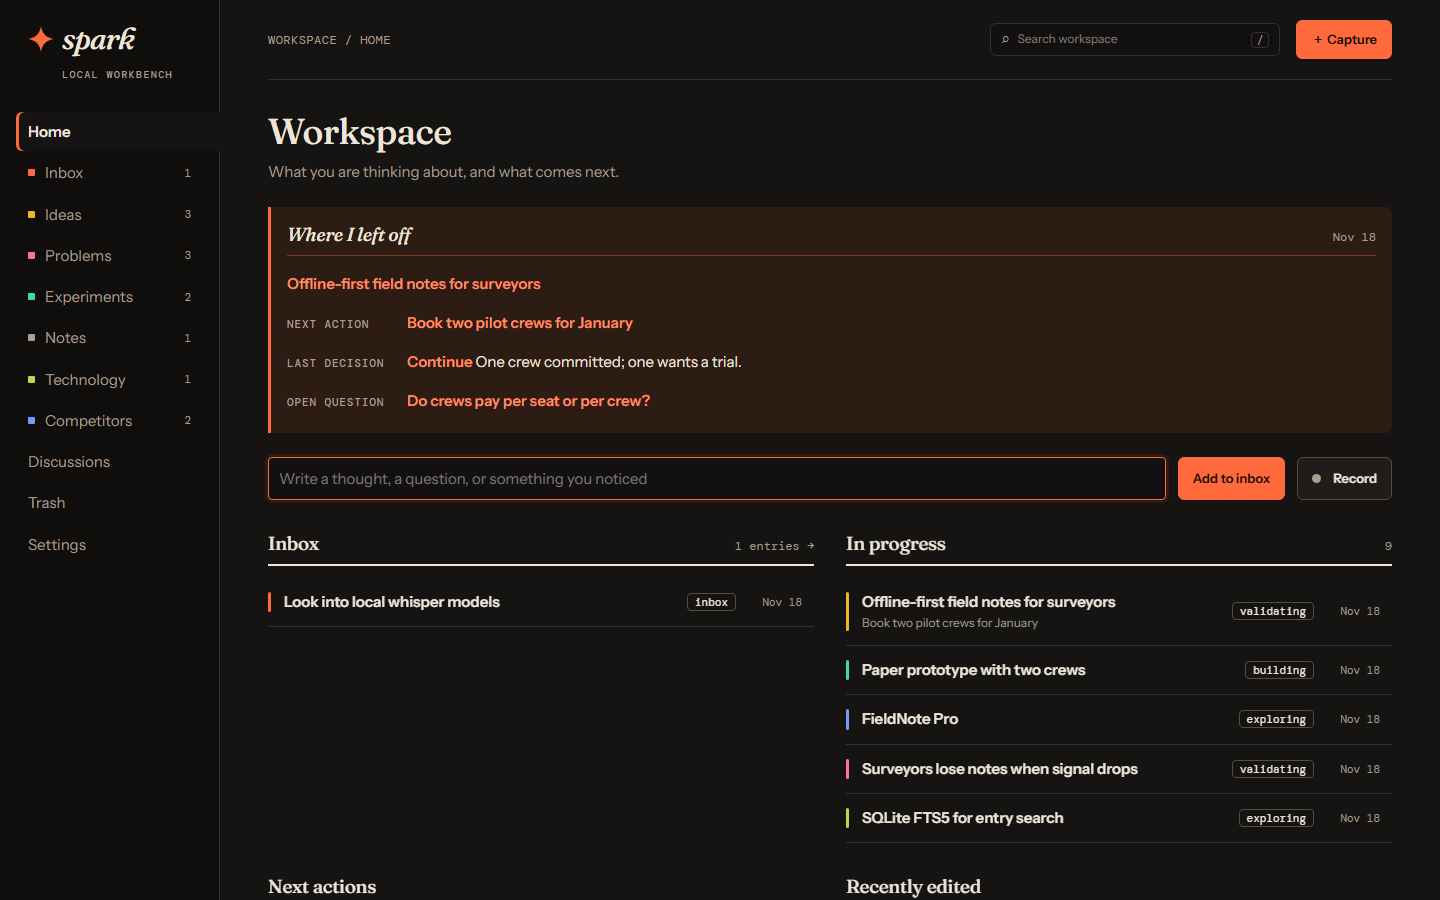 spark
LOCAL WORKBENCH
Home
Inbox 1
Ideas 3
Problems 3
Experiments 2
Notes 1
Technology 1
Competitors 2
Discussions
Trash
Settings
WORKSPACE / HOME
Search workspace /
+ Capture
Workspace
What you are thinking about, and what comes next.
Where I left off Nov 18
Offline-first field notes for surveyors
NEXT ACTION Book two pilot crews for January
LAST DECISION Continue One crew committed; one wants a trial.
OPEN QUESTION Do crews pay per seat or per crew?
Write a thought, a question, or something you noticed
Add to inbox
Record
Inbox 1 entries →
Look into local whisper models inbox Nov 18
In progress 9
Offline-first field notes for surveyors validating Nov 18
Book two pilot crews for January
Paper prototype with two crews building Nov 18
FieldNote Pro exploring Nov 18
Surveyors lose notes when signal drops validating Nov 18
SQLite FTS5 for entry search exploring Nov 18
Next actions
Recently edited